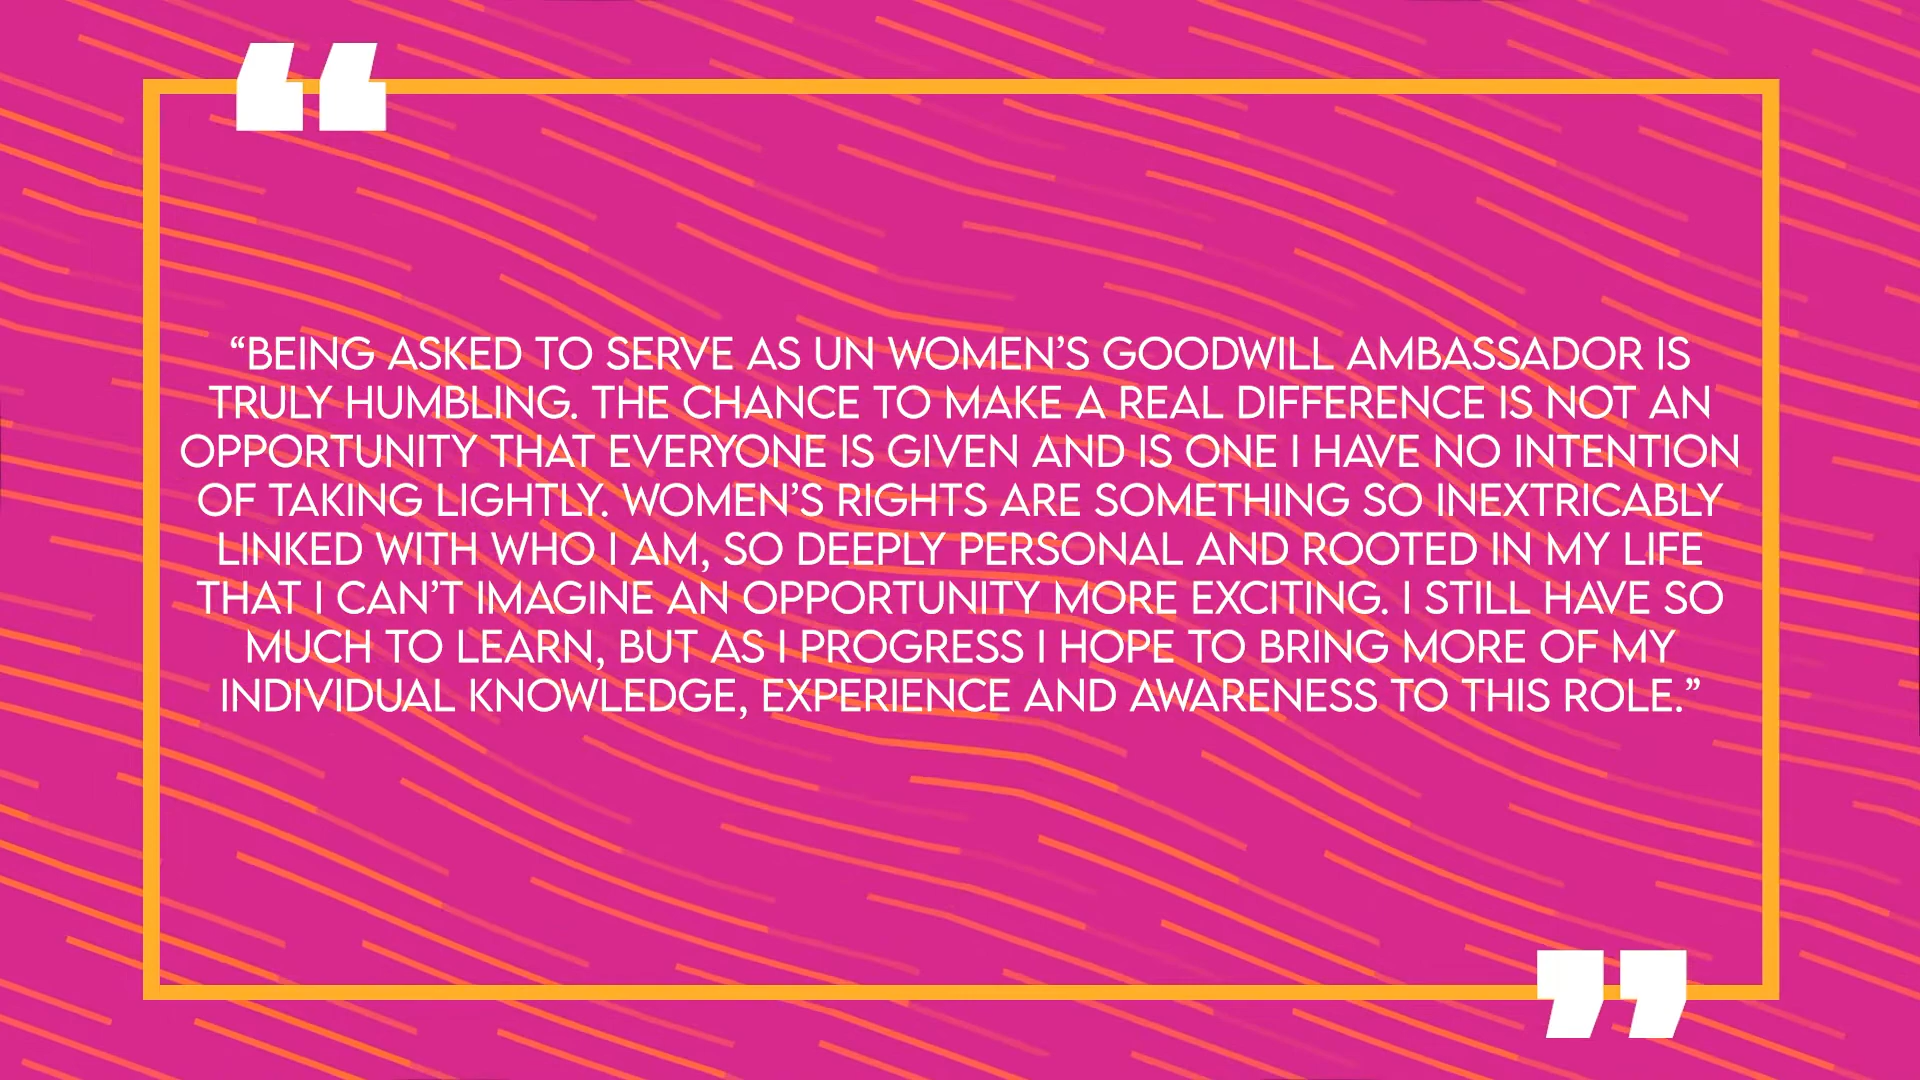 “BEING ASKED TO SERVE AS UN WOMEN’S GOODWILL AMBASSADOR IS
TRULY HUMBLING. THE CHANCE TO MAKE A REAL DIFFERENCE IS NOT AN
OPPORTUNITY THAT EVERYONE IS GIVEN AND IS ONE I HAVE NO INTENTION
OF TAKING LIGHTLY. WOMEN’S RIGHTS ARE SOMETHING SO INEXTRICABLY
LINKED WITH WHO I AM, SO DEEPLY PERSONAL AND ROOTED IN MY LIFE
THAT I CAN’T IMAGINE AN OPPORTUNITY MORE EXCITING. I STILL HAVE SO
MUCH TO LEARN, BUT AS I PROGRESS I HOPE TO BRING MORE OF MY
INDIVIDUAL KNOWLEDGE, EXPERIENCE AND AWARENESS TO THIS ROLE.”